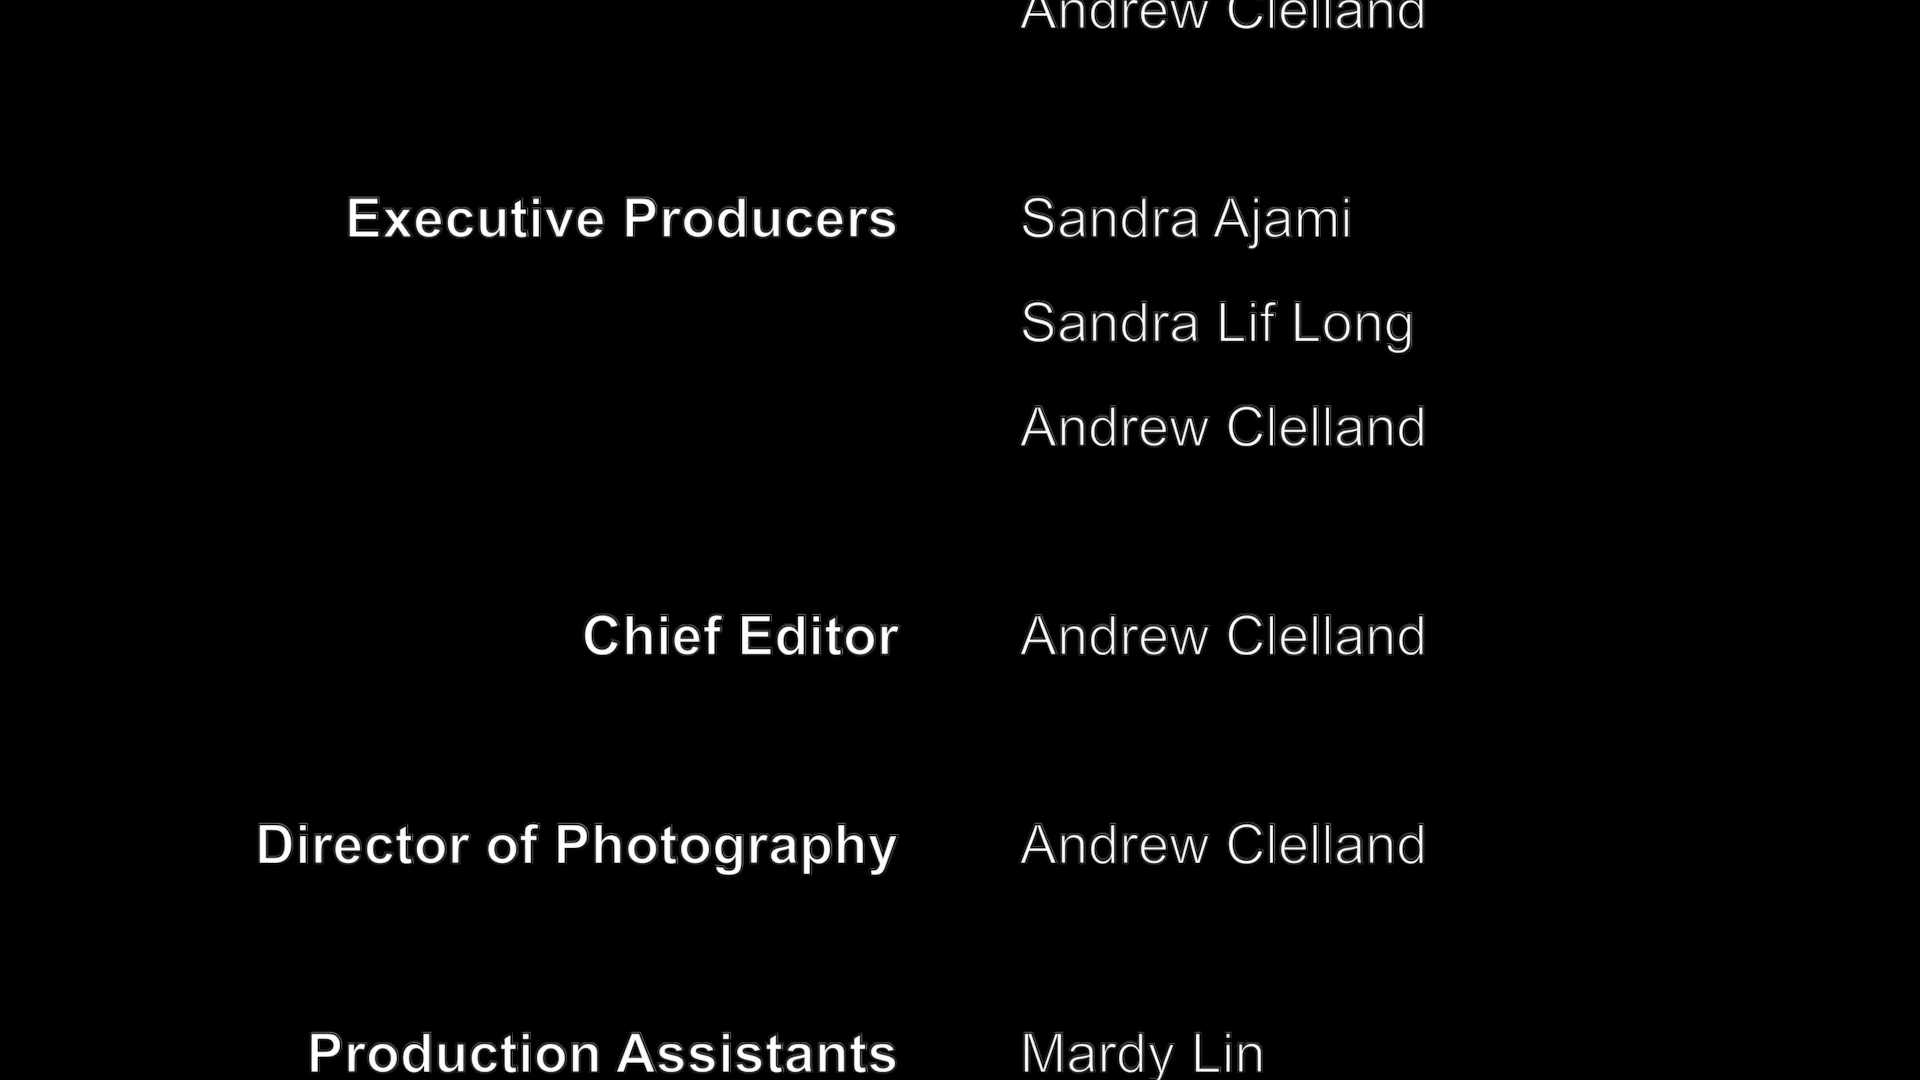 Andrew Clelland
Executive Producers Sandra Ajami
Sandra Lif Long
Andrew Clelland
Chief Editor Andrew Clelland
Director of Photography Andrew Clelland
Production Assistants Mardy Lin